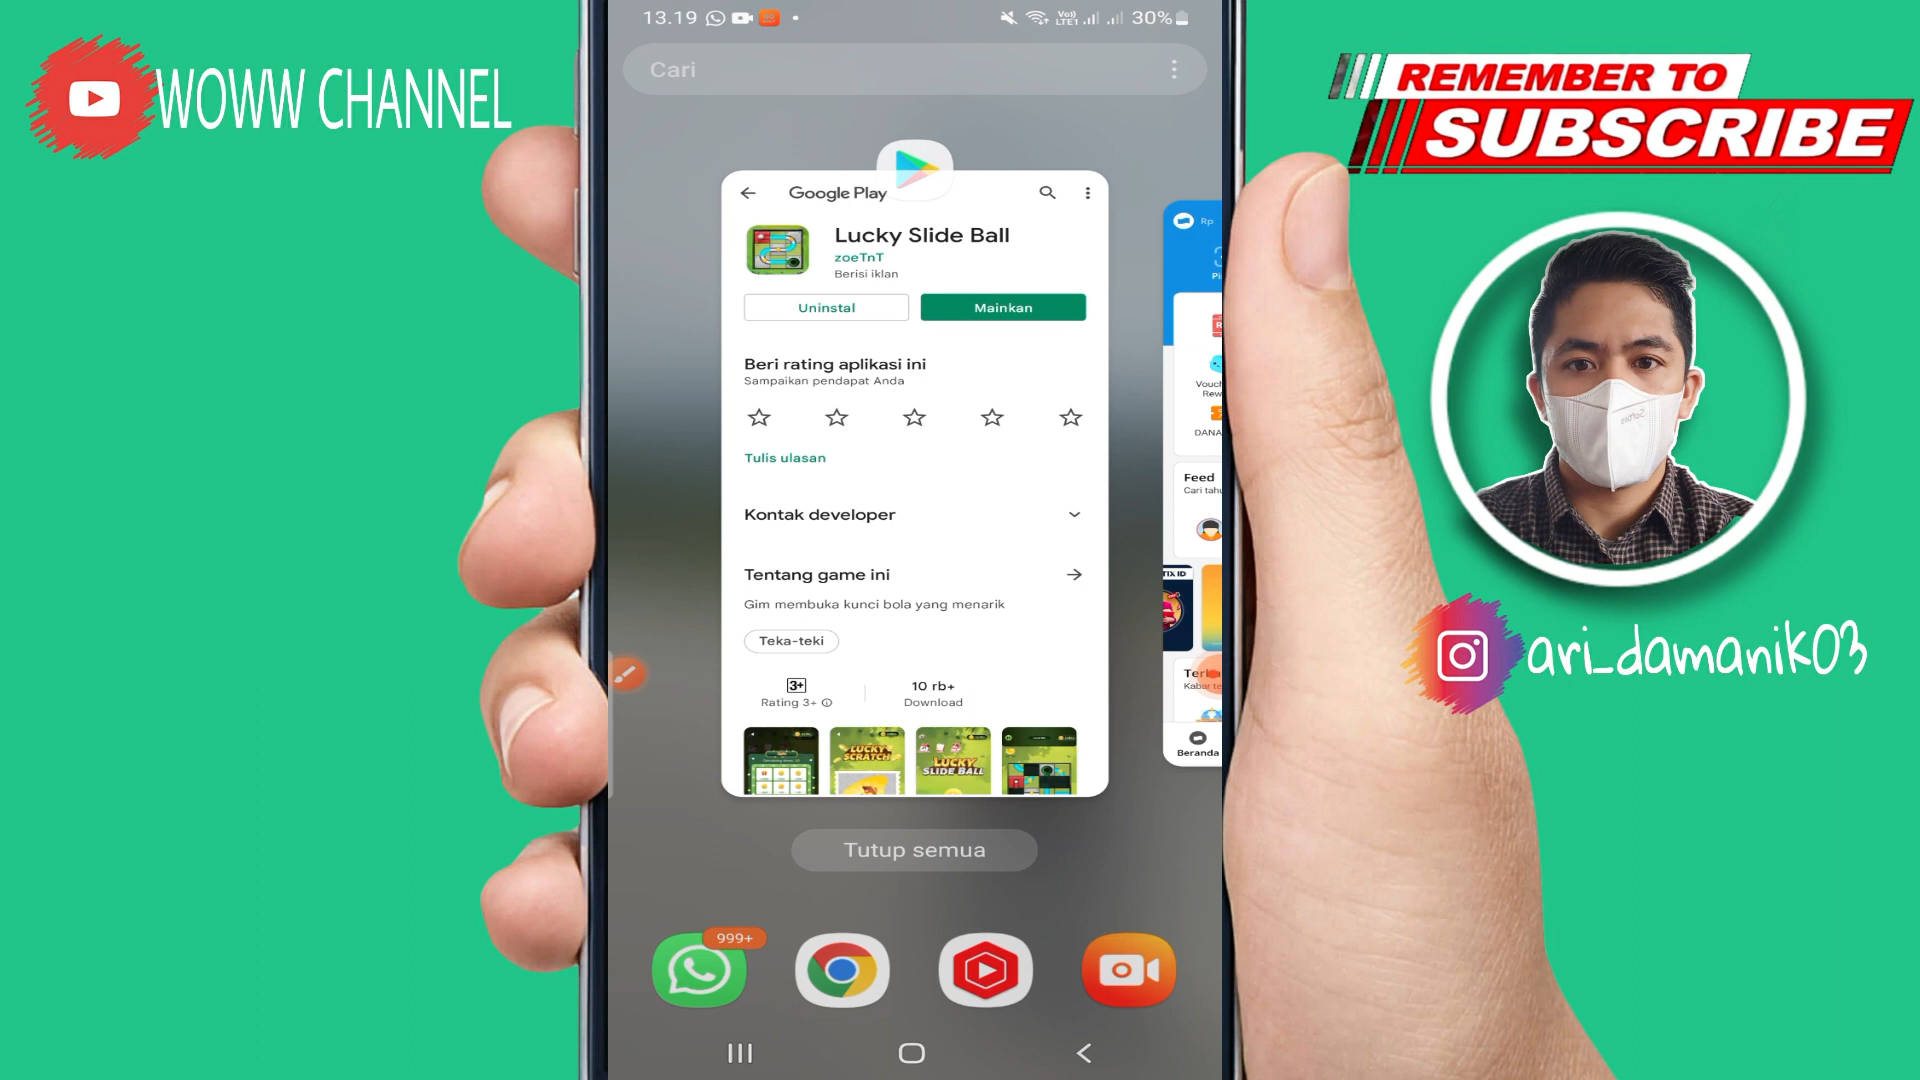 WOWW CHANNEL
REMEMBER TO
SUBSCRIBE
ari_damanik03
13.19
30%
Cari
Google Play
Lucky Slide Ball
zoeTnT
Berisi iklan
Uninstal
Mainkan
Beri rating aplikasi ini
Sampaikan pendapat Anda
Tulis ulasan
Kontak developer
Tentang game ini
Gim membuka kunci bola yang menarik
Teka-teki
3+
Rating 3+
10 rb+
Download
LUCKY
SCRATCH
LUCKY
SLIDE BALL
Rp
DANA
Feed
Beranda
Tutup semua
999+